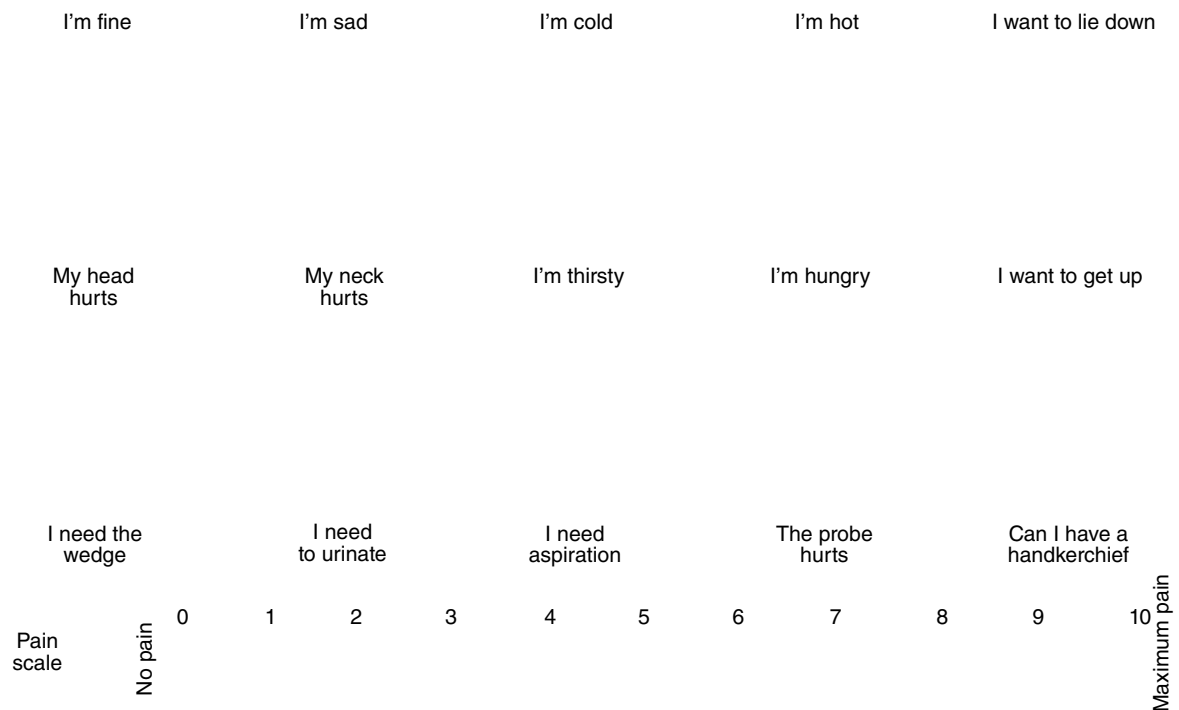 I’m fine
I’m sad
I’m cold
I’m hot
I want to lie down
My head
hurts
My neck
hurts
I’m thirsty
I’m hungry
I want to get up
I need the
wedge
I need
to urinate
I need
aspiration
The probe
hurts
Can I have a
handkerchief
Pain
scale
No pain
0 1 2 3 4 5 6 7 8 9 10
Maximum pain